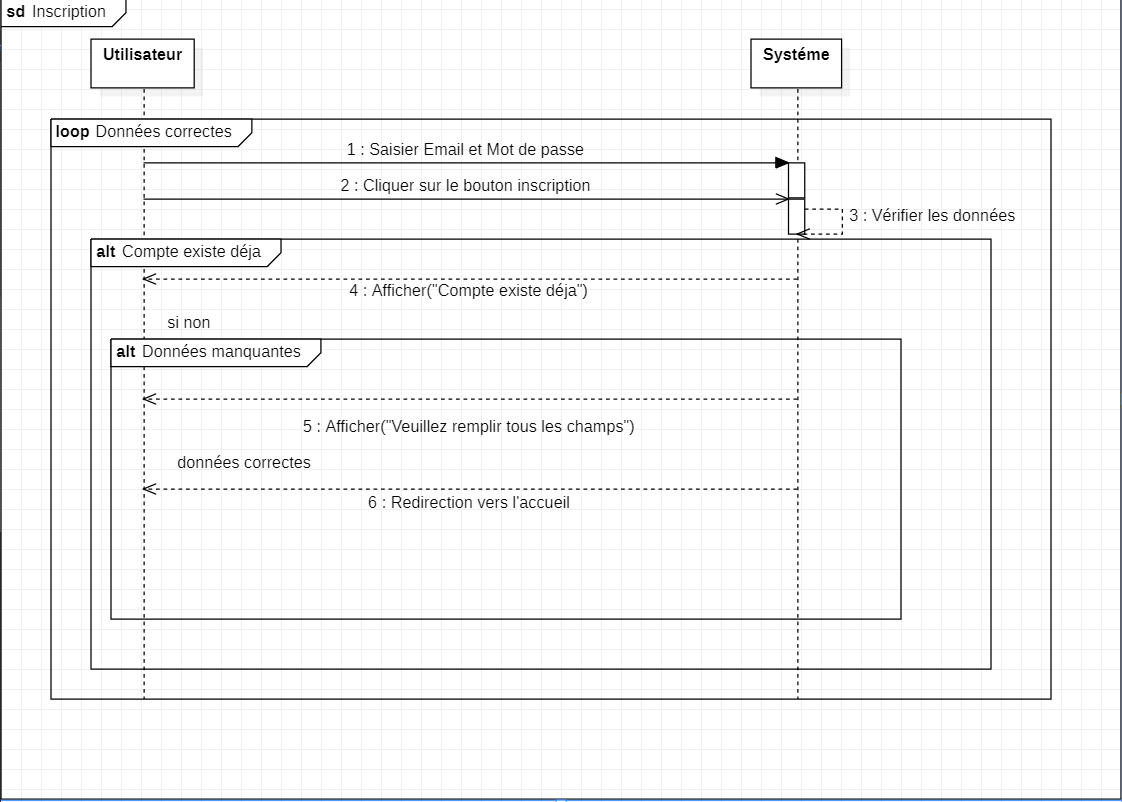 sd Inscription
Utilisateur
Systéme
loop Données correctes
1 : Saisier Email et Mot de passe
2 : Cliquer sur le bouton inscription
3 : Vérifier les données
alt Compte existe déja
4 : Afficher("Compte existe déja")
si non
alt Données manquantes
5 : Afficher("Veuillez remplir tous les champs")
données correctes
6 : Redirection vers l'accueil